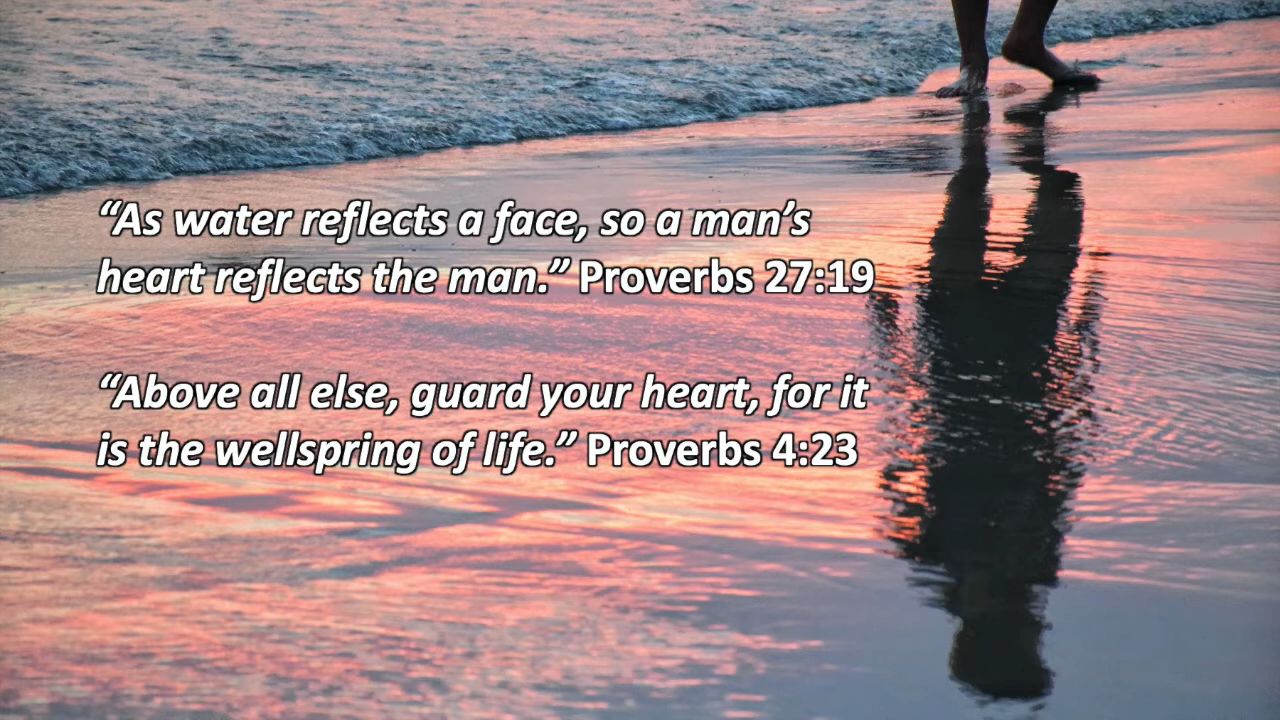 “As water reflects a face, so a man’s
heart reflects the man.” Proverbs 27:19
“Above all else, guard your heart, for it
is the wellspring of life.” Proverbs 4:23